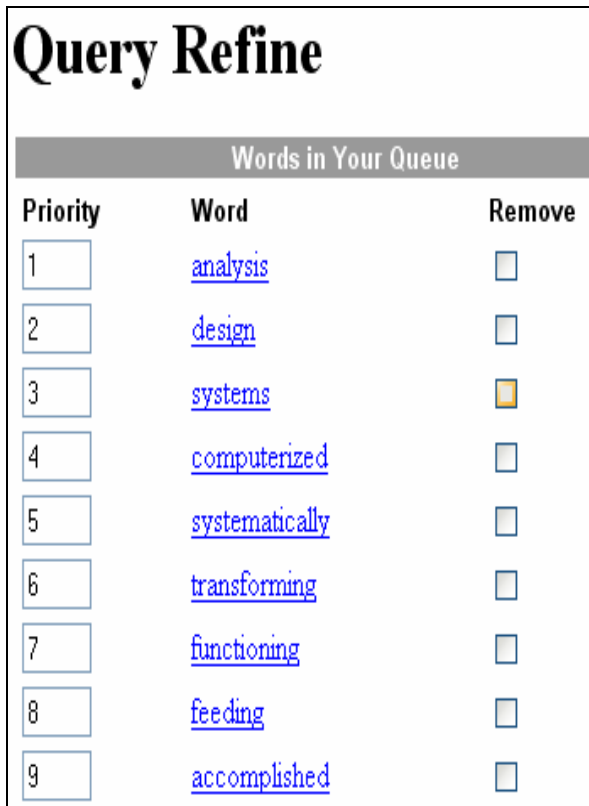 Query Refine
Words in Your Queue
Priority Word Remove
1 analysis
2 design
3 systems
4 computerized
5 systematically
6 transforming
7 functioning
8 feeding
9 accomplished